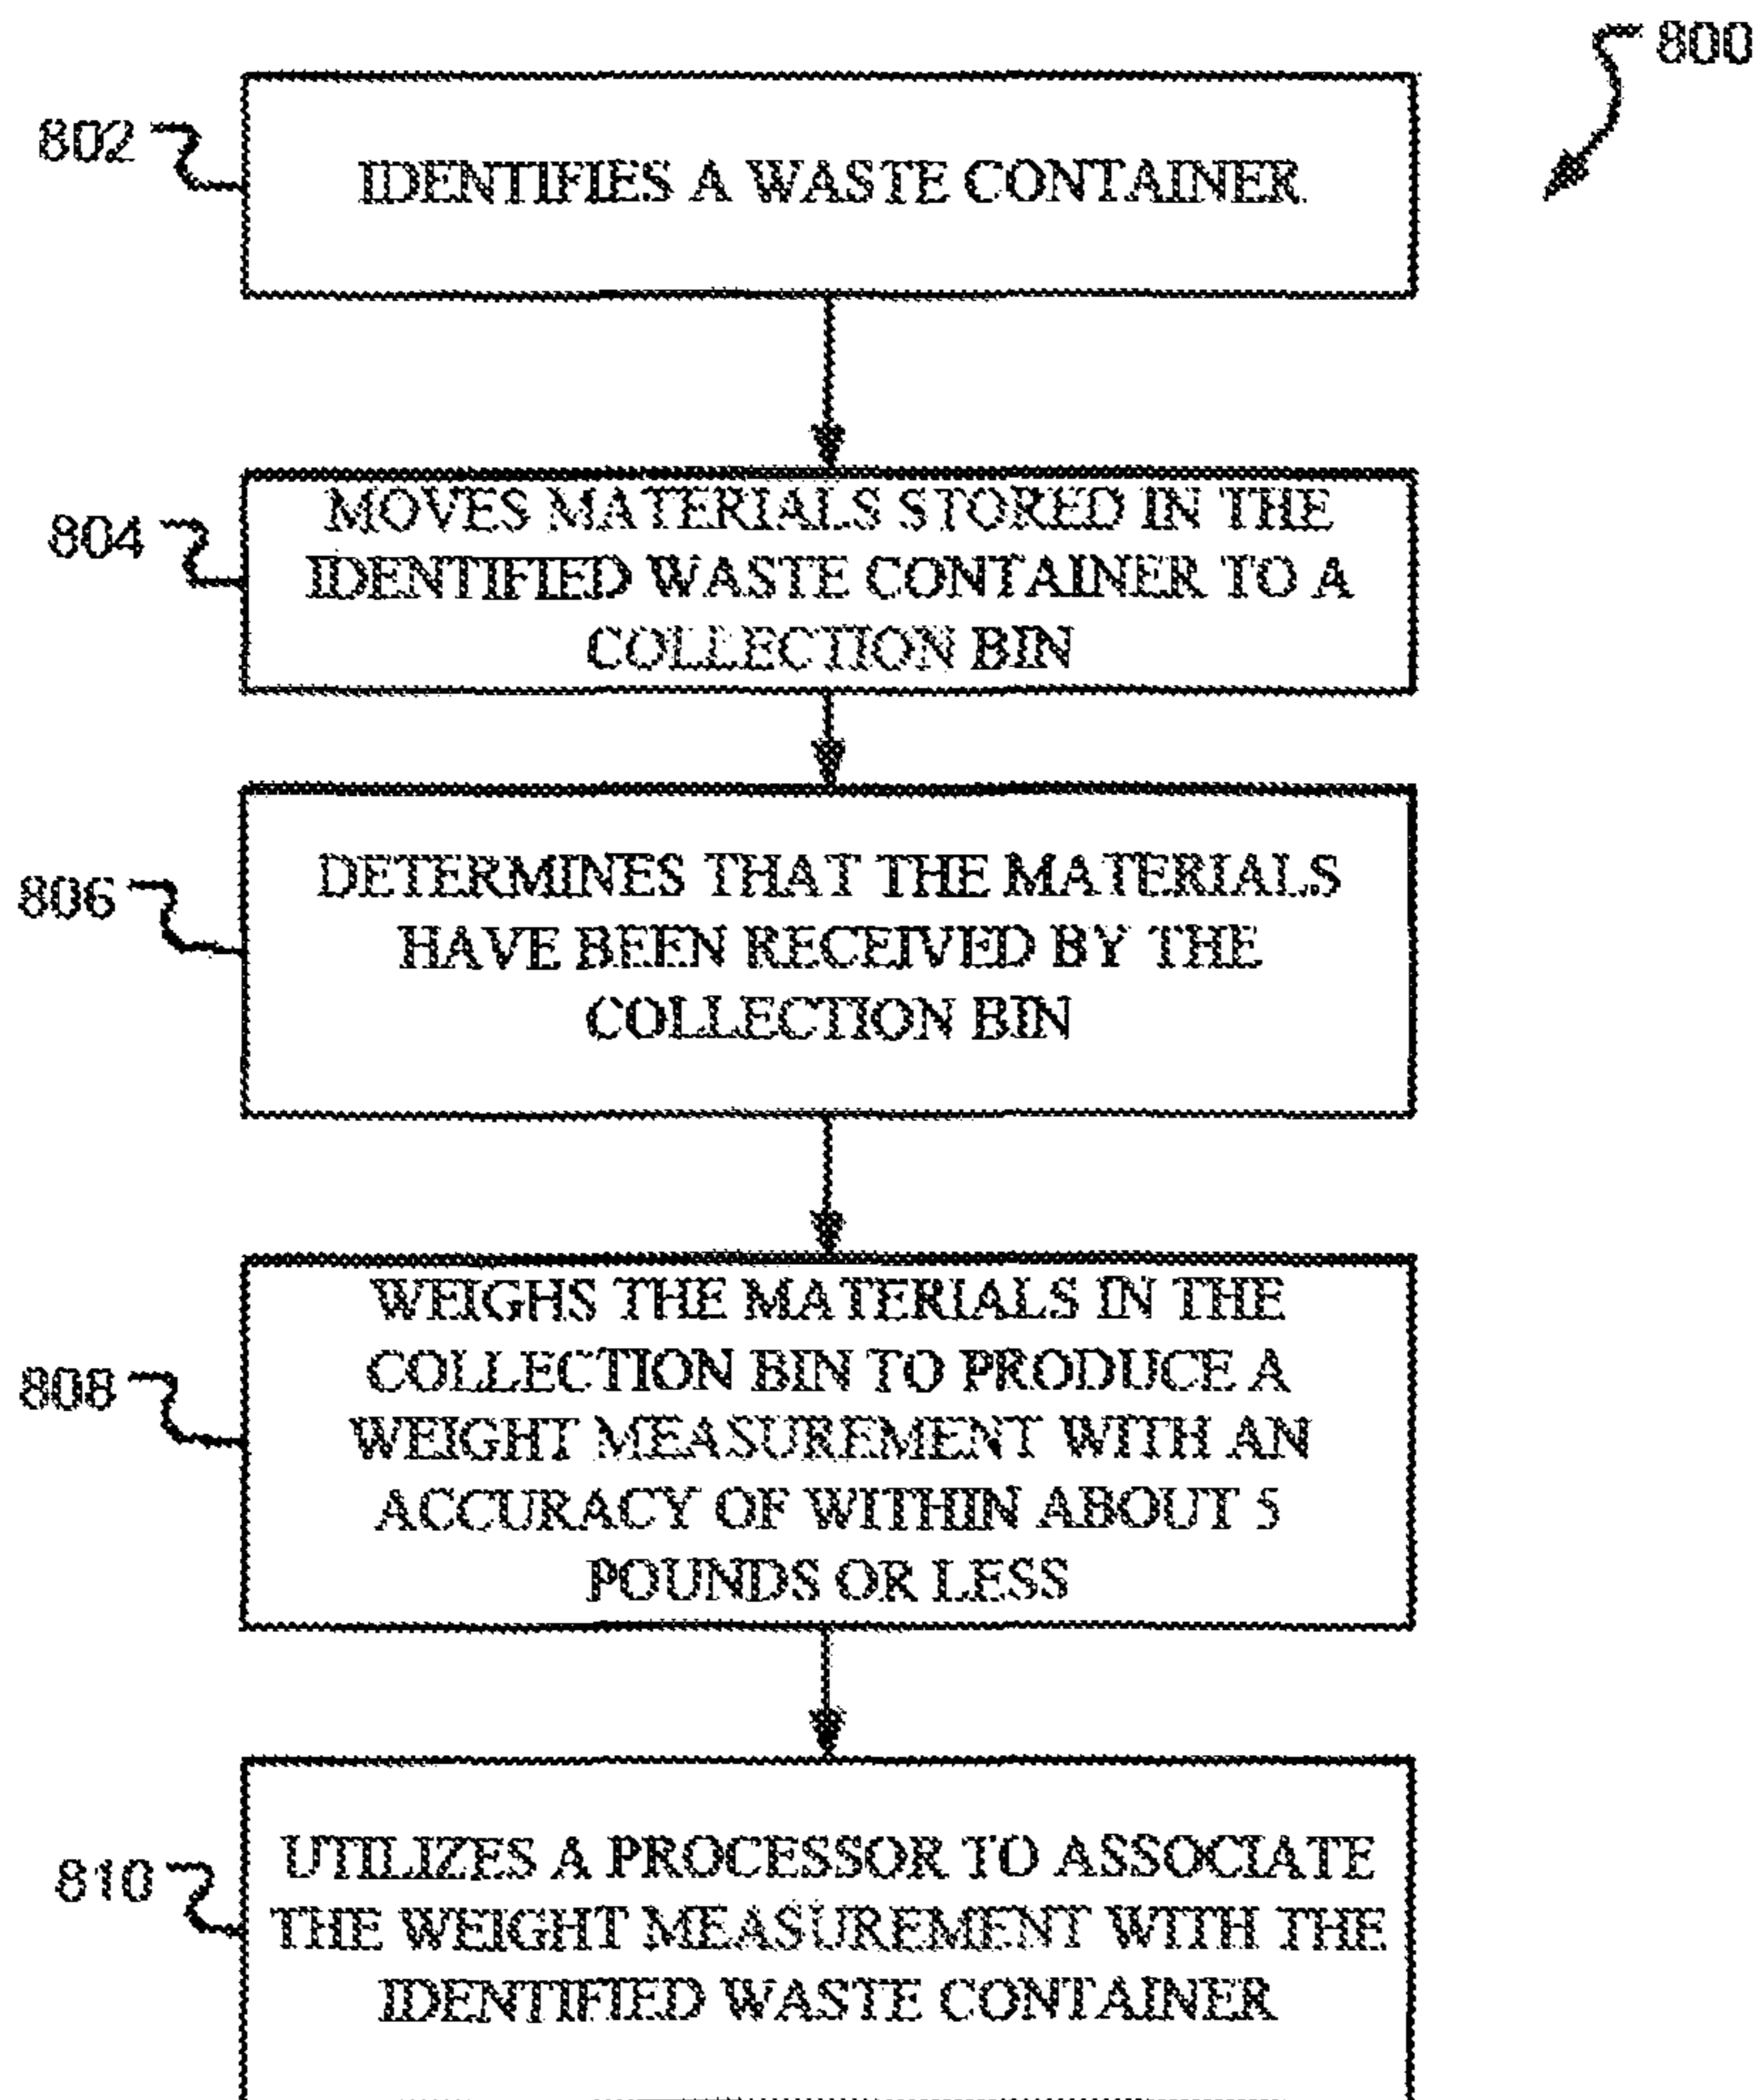 800
802
IDENTIFIES A WASTE CONTAINER
804
MOVES MATERIALS STORED IN THE
IDENTIFIED WASTE CONTAINER TO A
COLLECTION BIN
806
DETERMINES THAT THE MATERIALS
HAVE BEEN RECEIVED BY THE
COLLECTION BIN
808
WEIGHS THE MATERIALS IN THE
COLLECTION BIN TO PRODUCE A
WEIGHT MEASUREMENT WITH AN
ACCURACY OF WITHIN ABOUT 5
POUNDS OR LESS
810
UTILIZES A PROCESSOR TO ASSOCIATE
THE WEIGHT MEASUREMENT WITH THE
IDENTIFIED WASTE CONTAINER